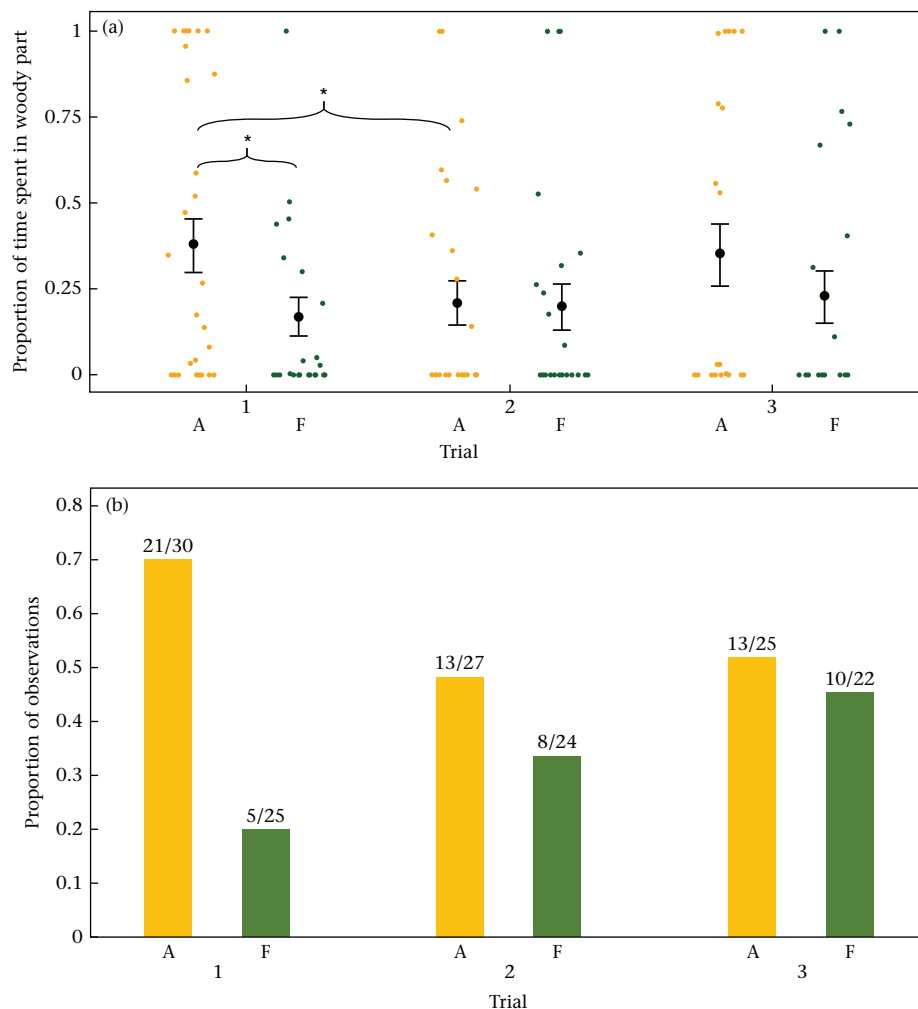 (a)
Proportion of time spent in woody part
1
0.75
0.5
0.25
0
*
*
1
2
3
A
F
A
F
A
F
Trial
(b)
Proportion of observations
0.8
0.7
0.6
0.5
0.4
0.3
0.2
0.1
0
21/30
5/25
13/27
8/24
13/25
10/22
A
F
A
F
A
F
1
2
3
Trial